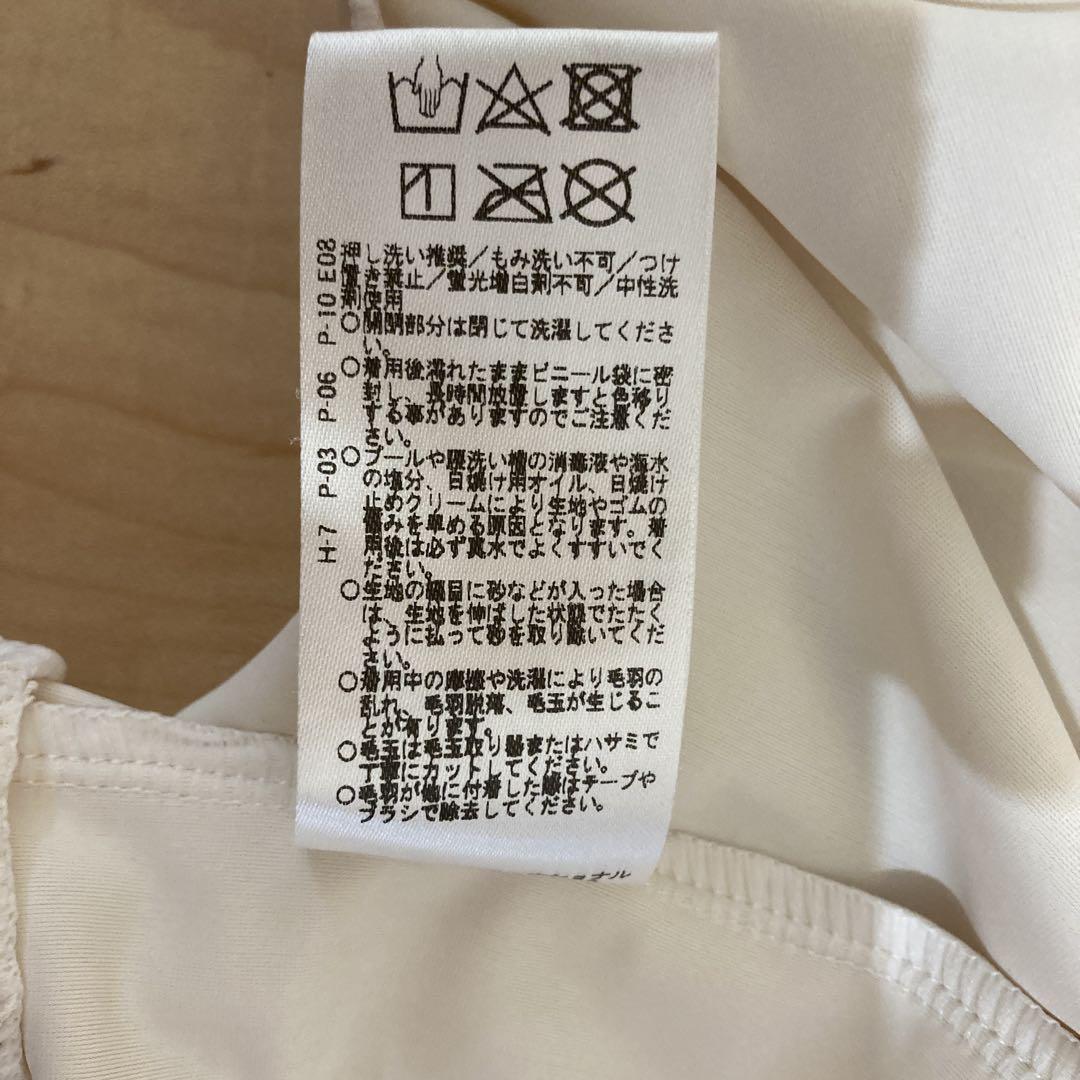 押し洗い推奨/もみ洗い不可/つけ
置き禁止/蛍光増白剤不可/中性洗
剤使用
○開閉部分は閉じて洗濯してくださ
い。
○着用後濡れたままビニール袋に密
封し、長時間放置しますと色移り
する事がありますのでご注意くだ
さい。
○プールや腰洗い槽の消毒液や海水
の塩分、日焼け用オイル、日焼け
止めクリームにより生地やゴムの
傷みを早める原因となります。着
用後は必ず真水でよくすすいでく
ださい。
○生地の編目に砂などが入った場合
は、生地を伸ばした状態でたたく
ように払って砂を取り除いてくだ
さい。
○着用中の摩擦や洗濯により毛羽の
乱れ、毛羽脱落、毛玉が生じるこ
とが有ります。
○毛玉は毛玉取り器またはハサミで
丁寧にカットしてください。
○毛羽が他に付着した際はテープや
ブラシで除去してください。
H-7 P-03 P-06 P-10 E08
ナル